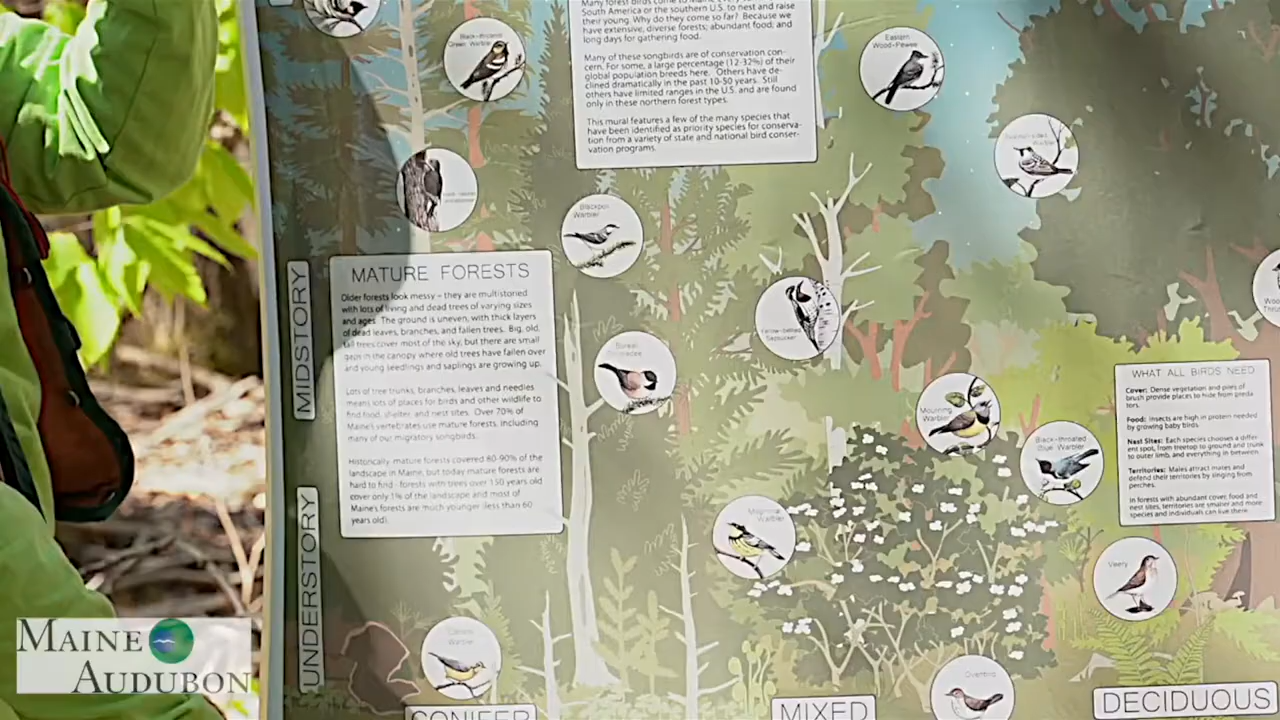 South America or the southern U.S. to nest and raise
their young. Why do they come so far? Because we
have extensive, diverse forests; abundant food; and
long days for gathering food.
Many of these songbirds are of conservation con-
cern. For some, a large percentage (12-32%) of their
global population breeds here. Others have de-
clined dramatically in the past 10-50 years. Still
others have limited ranges in the U.S. and are found
only in these northern forest types.
This mural features a few of the many species that
have been identified as priority species for conserva-
tion from a variety of state and national bird conser-
vation programs.
Black-throated
Green Warbler
Eastern
Wood-Pewee
Blackpoll
Warbler
MIDSTORY
MATURE FORESTS
Older forests look messy – they are multistoried
with lots of living and dead trees of varying sizes
and ages. The ground is uneven, with thick layers
of dead leaves, branches, and fallen trees. Big, old,
tall trees cover most of the sky, but there are small
gaps in the canopy where old trees have fallen over
and young seedlings and saplings are growing up.
Lots of tree trunks, branches, leaves and needles
means lots of places for birds and other wildlife to
find food, shelter, and nest sites. Over 70% of
Maine's vertebrates use mature forests, including
many of our migratory songbirds.
Historically, mature forests covered 60-90% of the
landscape in Maine, but today mature forests are
hard to find - forests with trees over 150 years old
cover only 1% of the landscape and most of
Maine's forests are much younger (less than 60
years old).
Yellow-bellied
Sapsucker
Boreal
Chickadee
Mourning
Warbler
Black-throated
Blue Warbler
WHAT ALL BIRDS NEED
Cover: Dense vegetation and piles of
brush provide places to hide from preda-
tors.
Food: Insects are high in protein needed
by growing baby birds.
Nest Sites: Each species chooses a differ-
ent spot, from treetop to ground and trunk
to outer limb, and everything in between.
Territories: Males attract mates and
defend their territories by singing from
perches.
In forests with abundant cover, food and
nest sites, territories are smaller and more
species and individuals can live there.
Magnolia
Warbler
Veery
UNDERSTORY
Canada
Warbler
Ovenbird
CONIFER
MIXED
DECIDUOUS
MAINE
AUDUBON